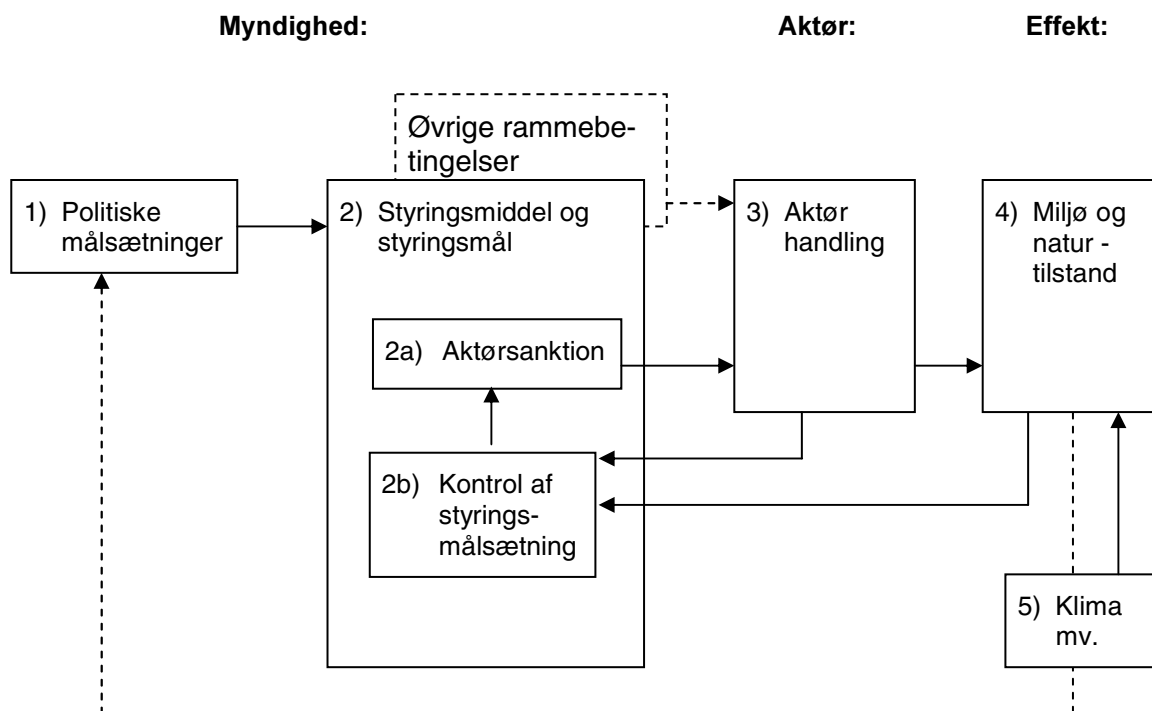 Myndighed:
Aktør:
Effekt:
Øvrige rammebe-
tingelser
1) Politiske
målsætninger
2) Styringsmiddel og
styringsmål
3) Aktør
handling
4) Miljø og
natur -
tilstand
2a) Aktørsanktion
2b) Kontrol af
styrings-
målsætning
5) Klima
mv.